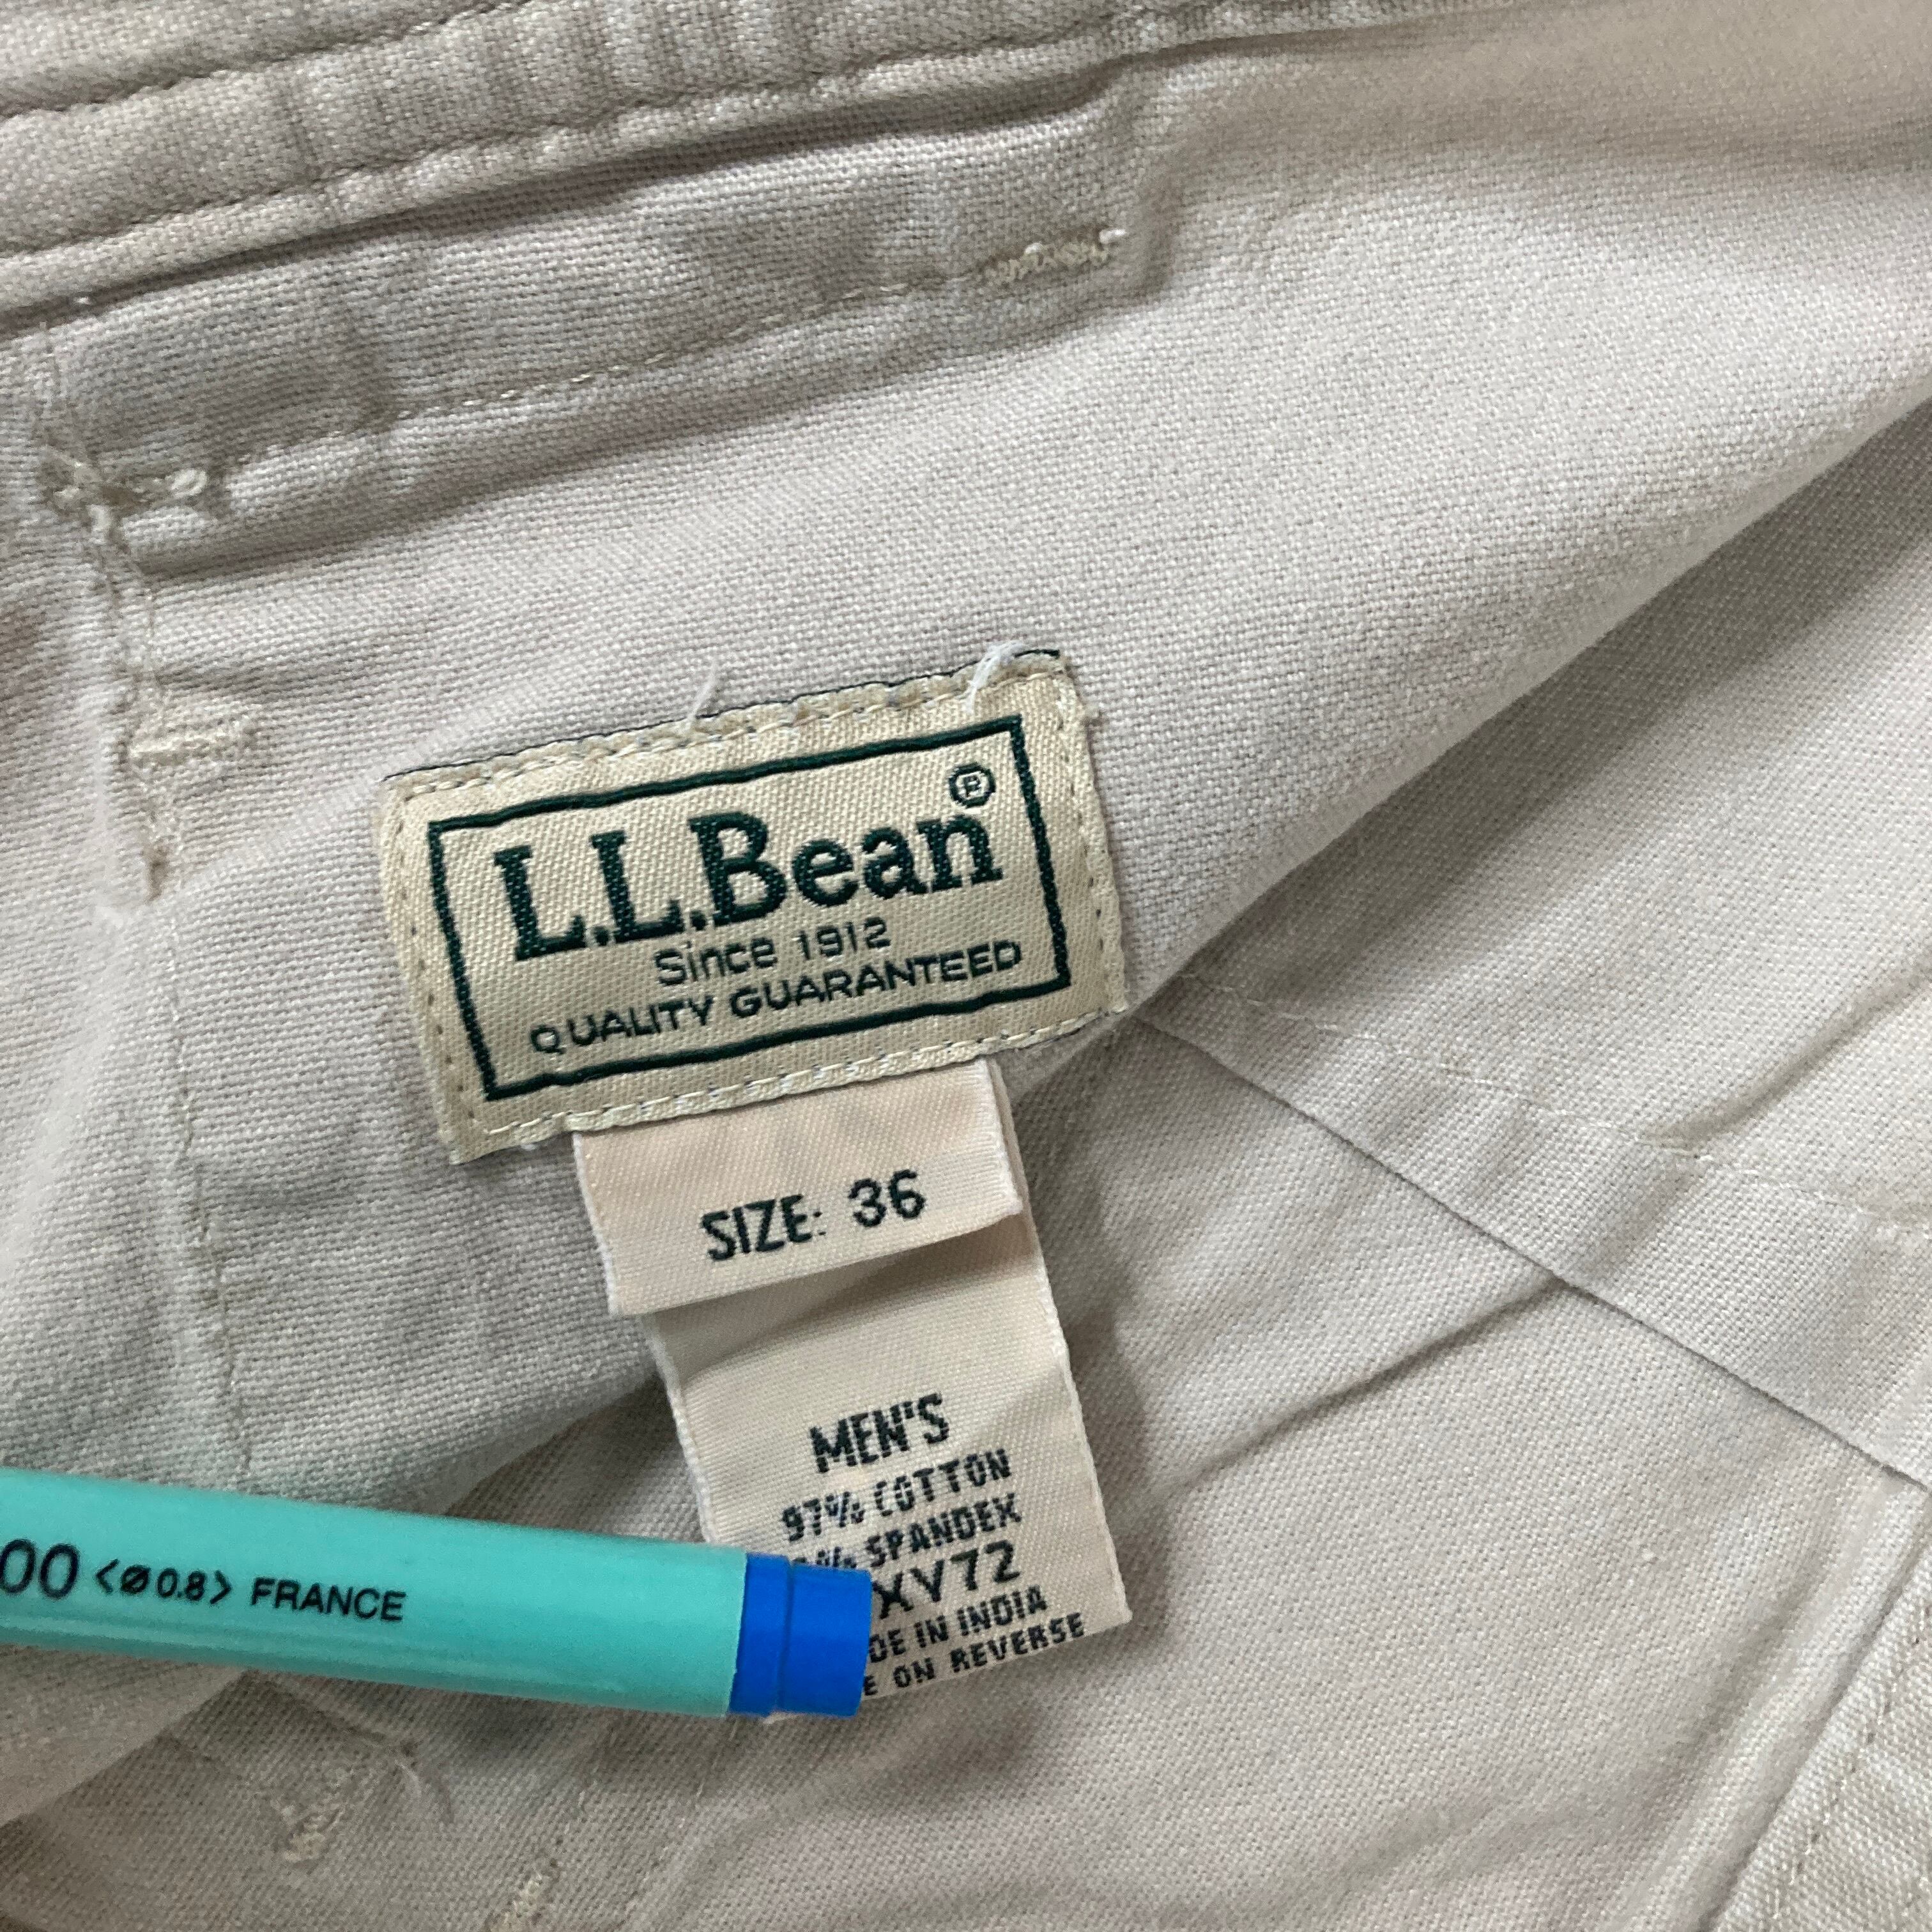 L.L.Bean®
Since 1912
QUALITY GUARANTEED
SIZE: 36
MEN'S
97% COTTON
% SPANDEX
XV72
DE IN INDIA
E ON REVERSE
00 <Ø 0.8> FRANCE